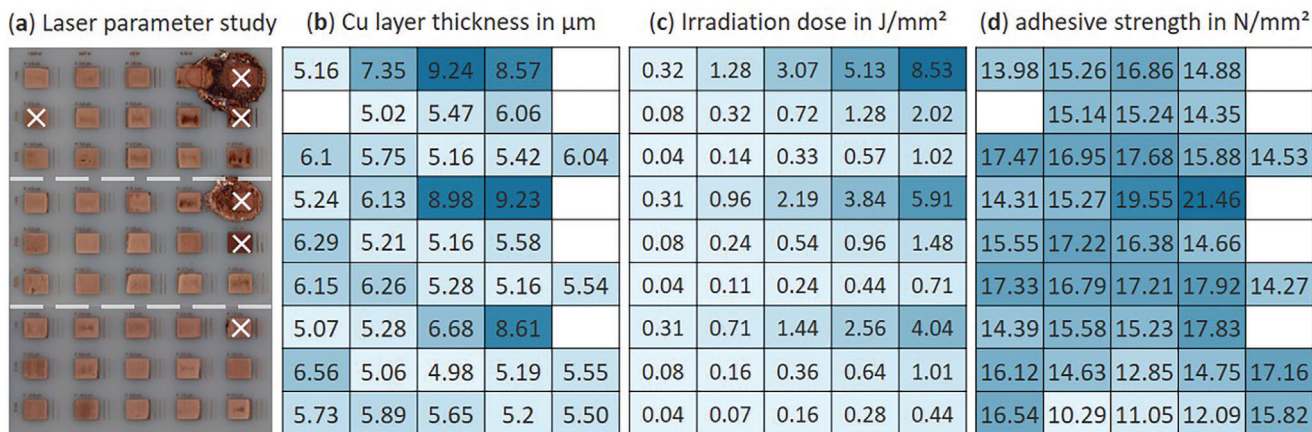 (a) Laser parameter study (b) Cu layer thickness in µm (c) Irradiation dose in J/mm² (d) adhesive strength in N/mm²
5.16 7.35 9.24 8.57 0.32 1.28 3.07 5.13 8.53 13.98 15.26 16.86 14.88
5.02 5.47 6.06 0.08 0.32 0.72 1.28 2.02 15.14 15.24 14.35
6.1 5.75 5.16 5.42 6.04 0.04 0.14 0.33 0.57 1.02 17.47 16.95 17.68 15.88 14.53
5.24 6.13 8.98 9.23 0.31 0.96 2.19 3.84 5.91 14.31 15.27 19.55 21.46
6.29 5.21 5.16 5.58 0.08 0.24 0.54 0.96 1.48 15.55 17.22 16.38 14.66
6.15 6.26 5.28 5.16 5.54 0.04 0.11 0.24 0.44 0.71 17.33 16.79 17.21 17.92 14.27
5.07 5.28 6.68 8.61 0.31 0.71 1.44 2.56 4.04 14.39 15.58 15.23 17.83
6.56 5.06 4.98 5.19 5.55 0.08 0.16 0.36 0.64 1.01 16.12 14.63 12.85 14.75 17.16
5.73 5.89 5.65 5.2 5.50 0.04 0.07 0.16 0.28 0.44 16.54 10.29 11.05 12.09 15.82